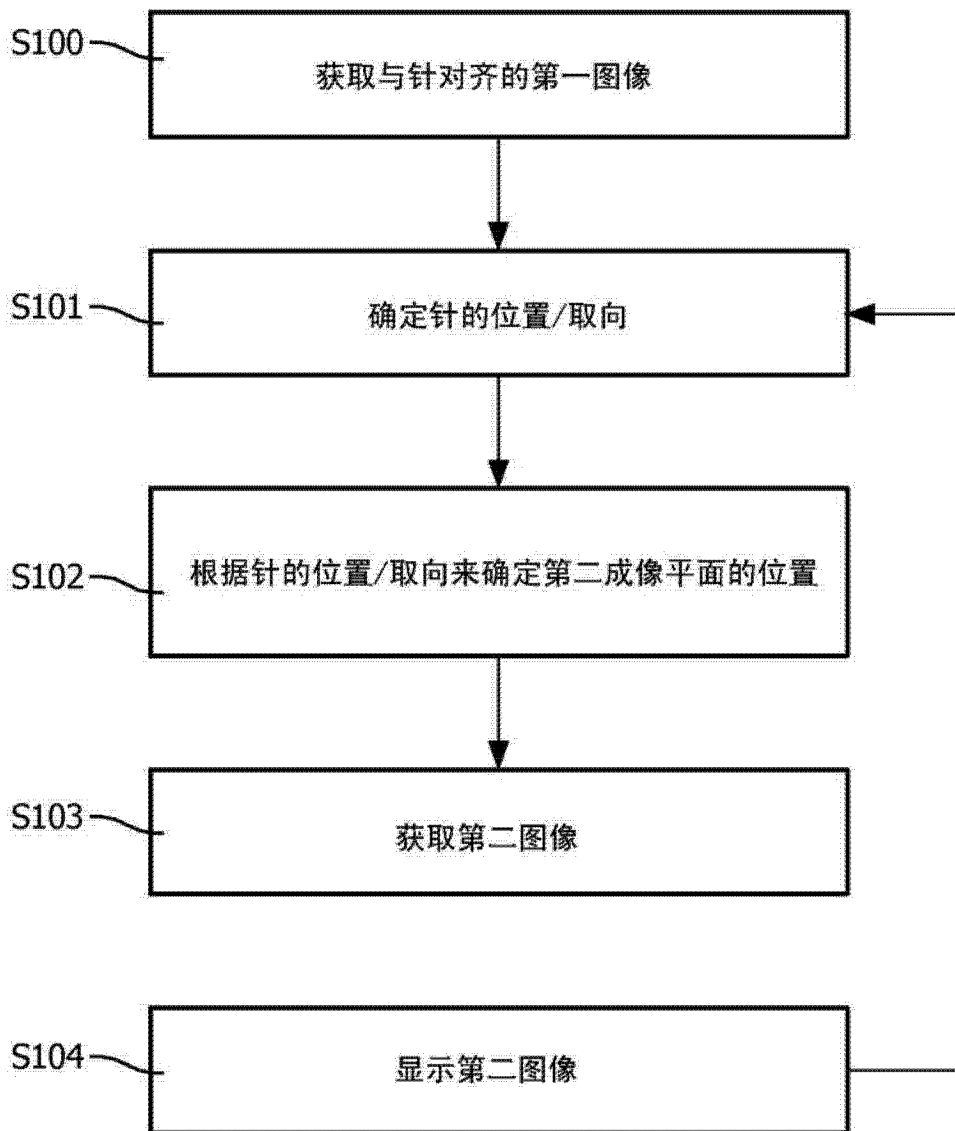 S100
获取与针对齐的第一图像
S101
确定针的位置/取向
S102
根据针的位置/取向来确定第二成像平面的位置
S103
获取第二图像
S104
显示第二图像